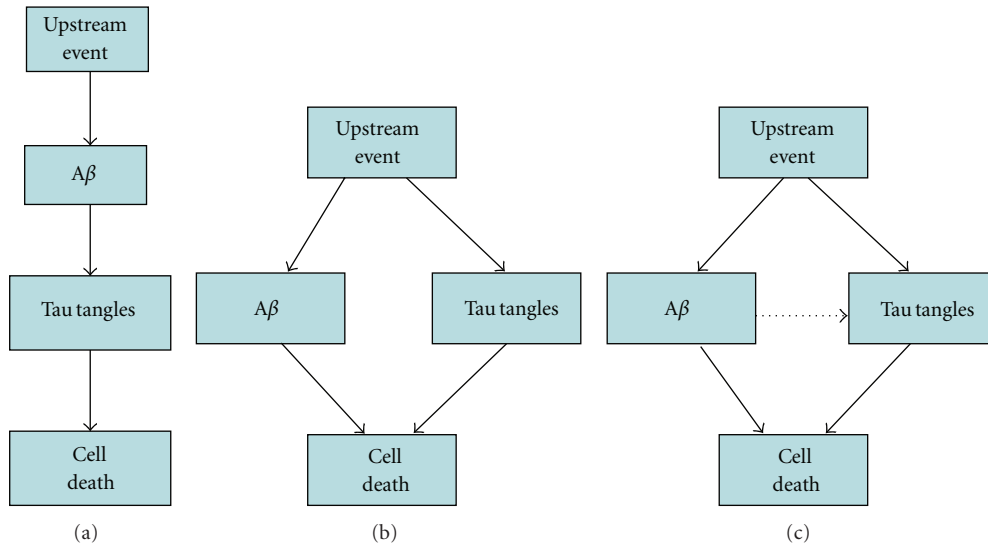 Upstream
event
Aβ
Tau tangles
Cell
death
(a)
Upstream
event
Aβ
Tau tangles
Cell
death
(b)
Upstream
event
Aβ
Tau tangles
Cell
death
(c)